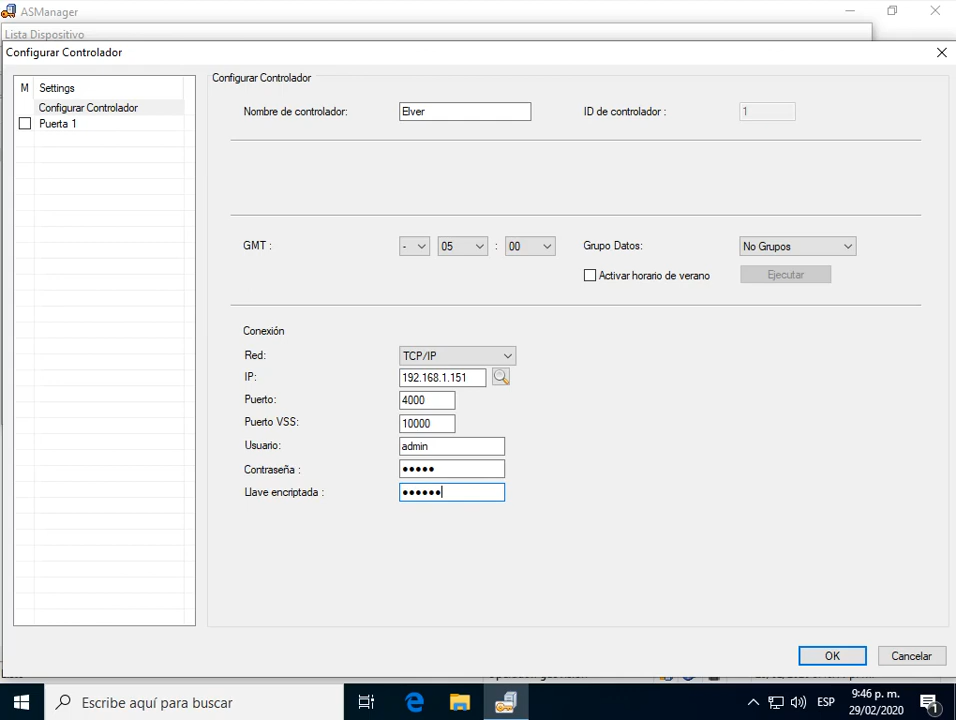 ASManager
Lista Dispositivo
Configurar Controlador
M Settings
Configurar Controlador
Puerta 1
Configurar Controlador
Nombre de controlador: Elver ID de controlador : 1
GMT : - 05 : 00 Grupo Datos: No Grupos
Activar horario de verano Ejecutar
Conexión
Red: TCP/IP
IP: 192.168.1.151
Puerto: 4000
Puerto VSS: 10000
Usuario: admin
Contraseña : •••••
Llave encriptada : ••••••
OK Cancelar
Escribe aquí para buscar
ESP
9:46 p. m.
29/02/2020
1